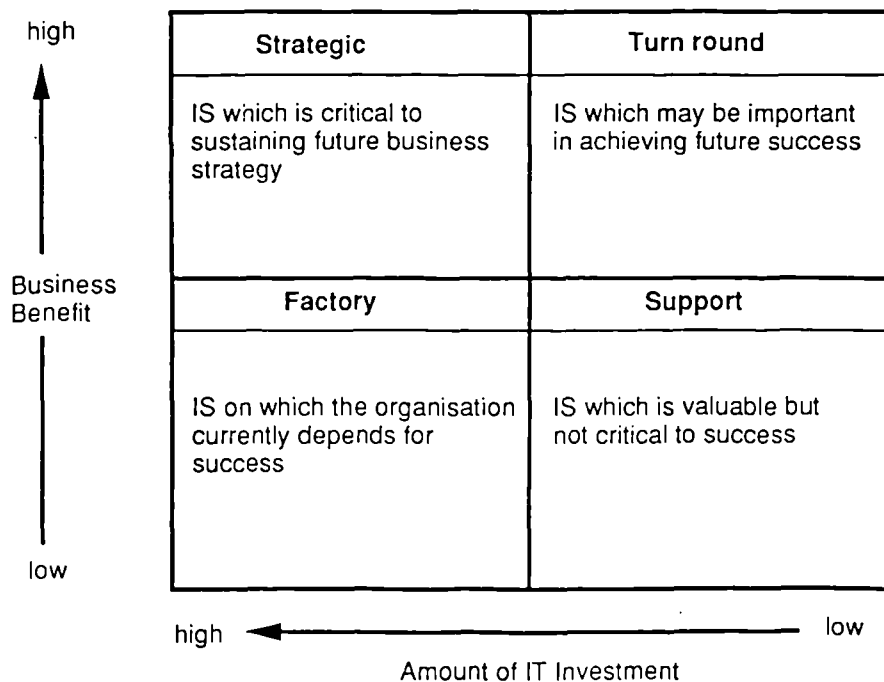 high
Strategic
Turn round
IS which is critical to
sustaining future business
strategy
IS which may be important
in achieving future success
Business
Benefit
Factory
Support
IS on which the organisation
currently depends for
success
IS which is valuable but
not critical to success
low
high
low
Amount of IT Investment